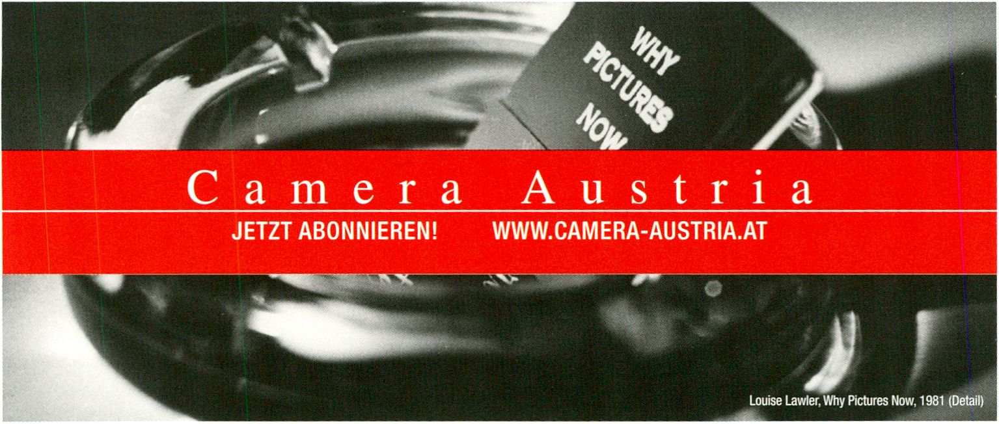 WHY
PICTURES
NOW
Camera Austria
JETZT ABONNIEREN! WWW.CAMERA-AUSTRIA.AT
Louise Lawler, Why Pictures Now, 1981 (Detail)